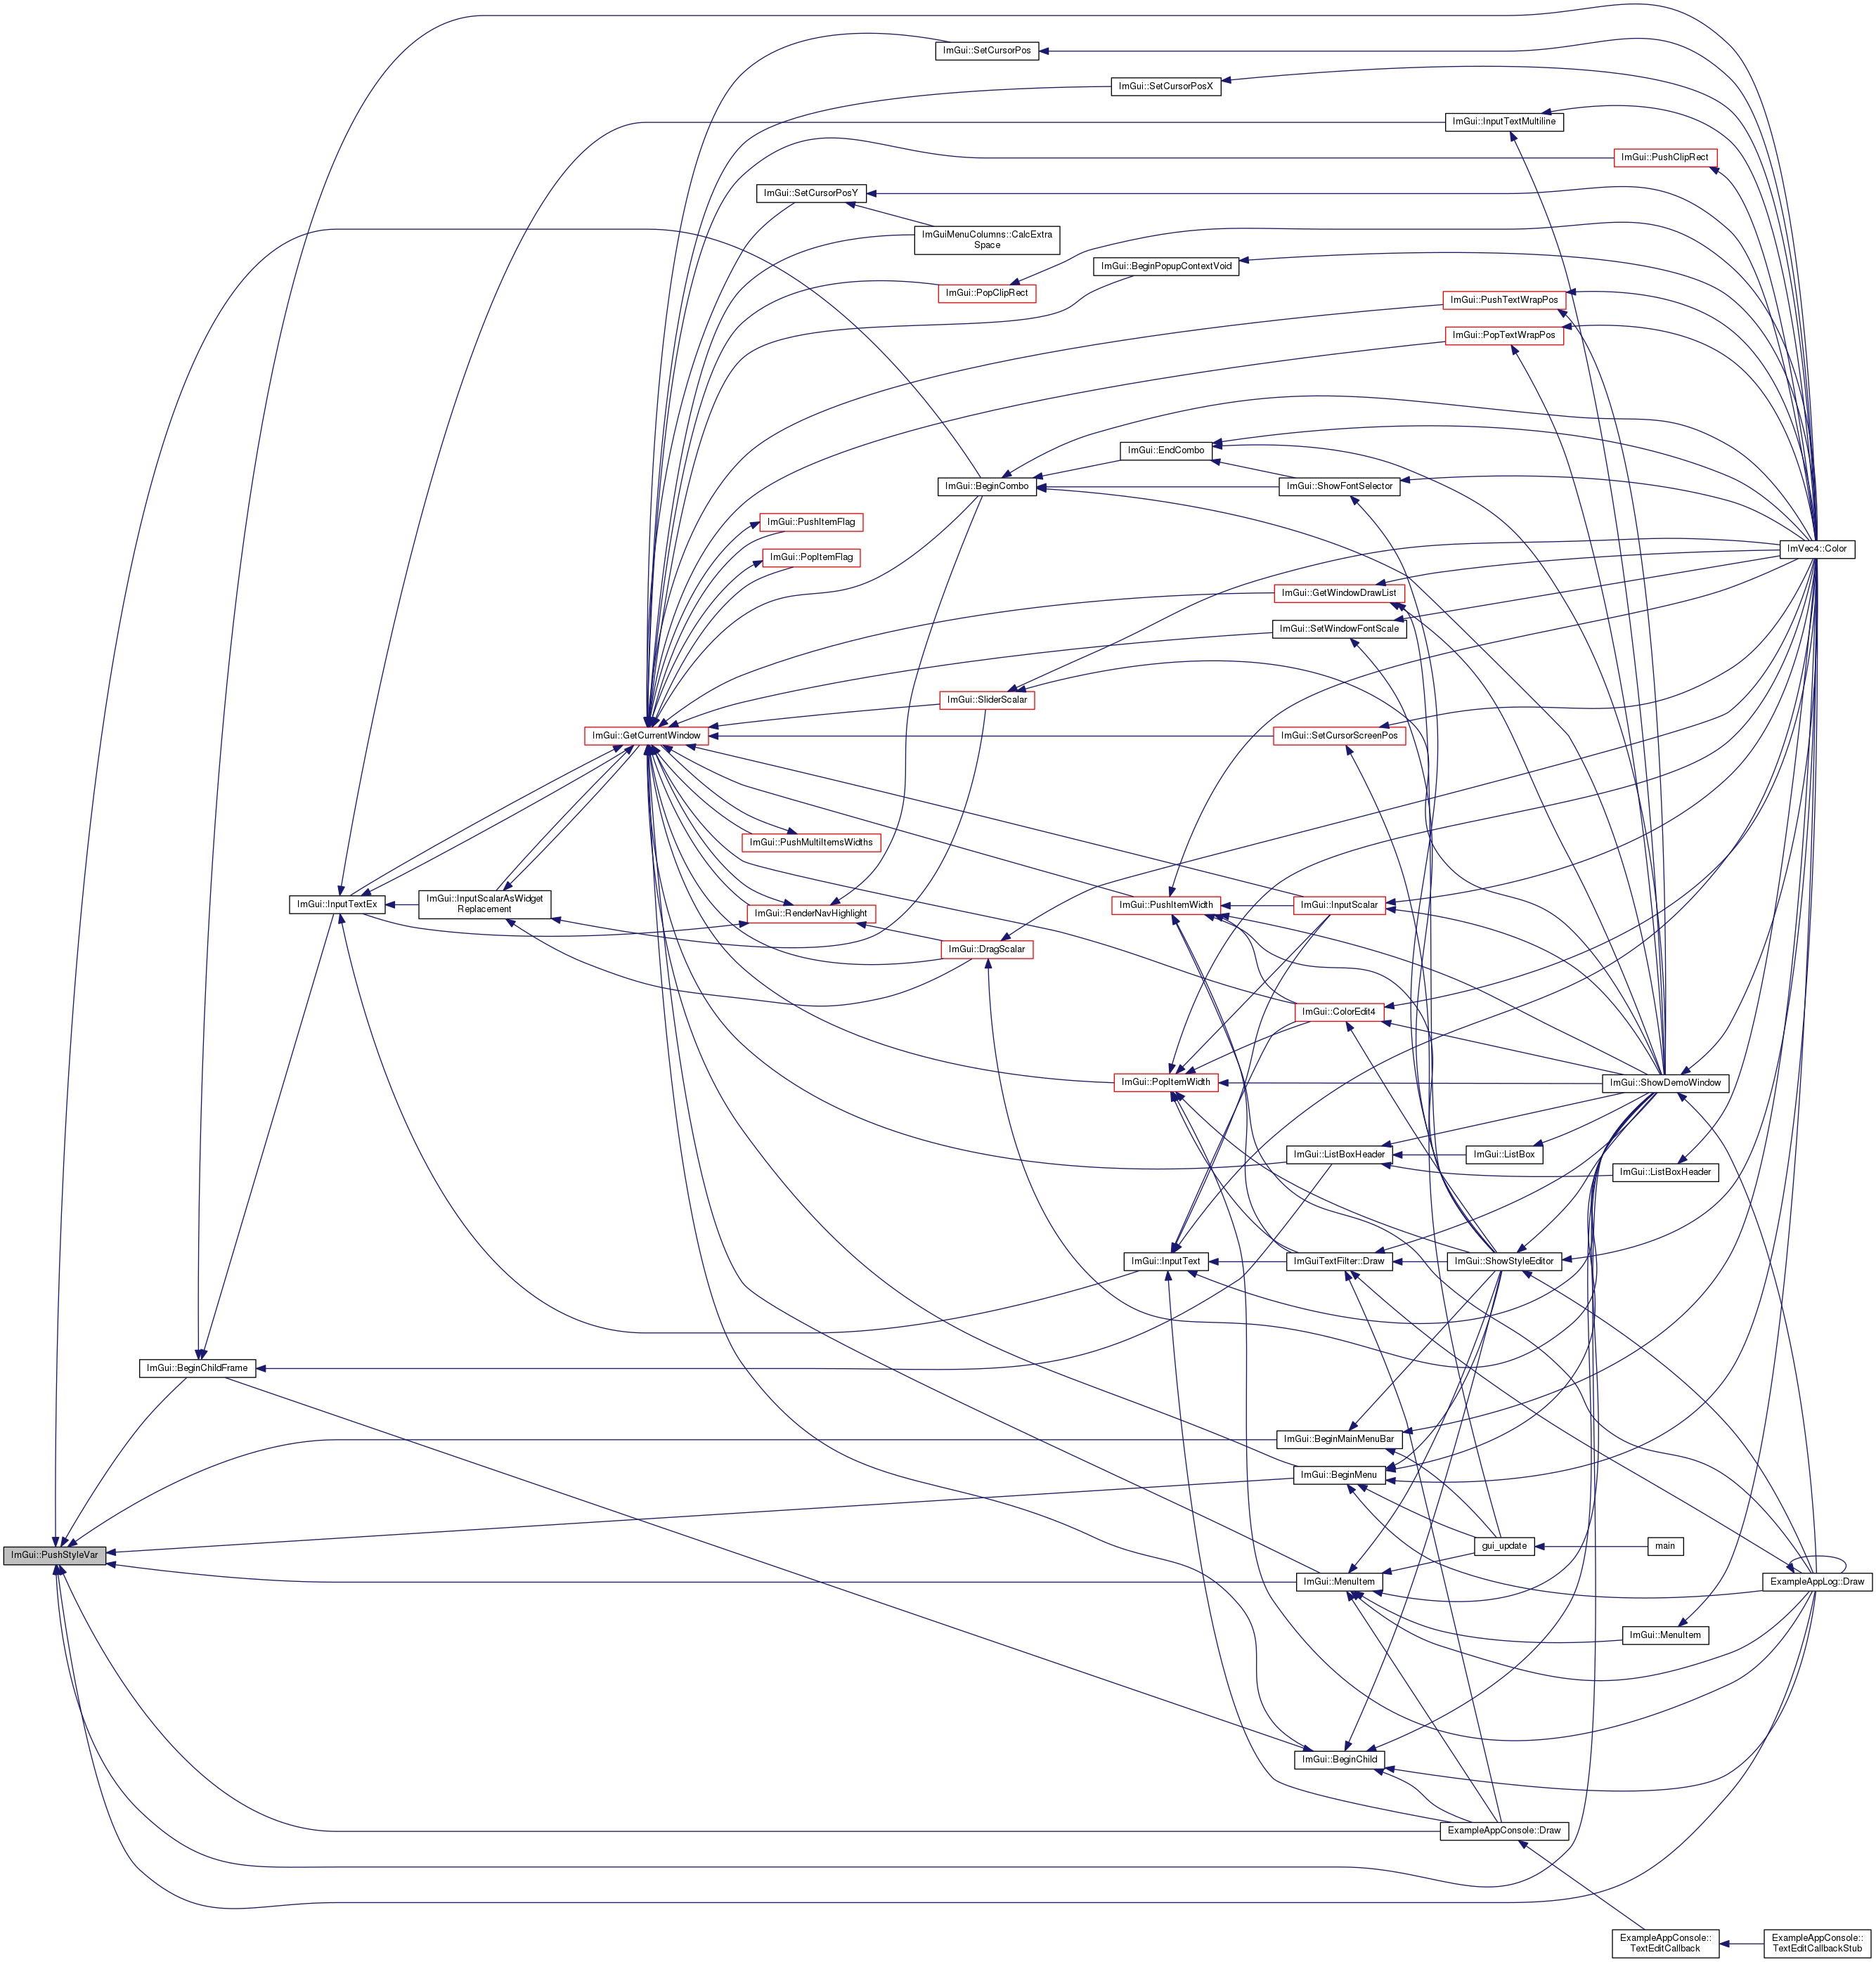 ImGui::SetCursorPos
ImGui::SetCursorPosX
ImGui::InputTextMultiline
ImGui::PushClipRect
ImGui::SetCursorPosY
ImGuiMenuColumns::CalcExtra
Space
ImGui::BeginPopupContextVoid
ImGui::PopClipRect
ImGui::PushTextWrapPos
ImGui::PopTextWrapPos
ImGui::EndCombo
ImGui::BeginCombo
ImGui::ShowFontSelector
ImGui::PushItemFlag
ImVec4::Color
ImGui::PopItemFlag
ImGui::GetWindowDrawList
ImGui::SetWindowFontScale
ImGui::SliderScalar
ImGui::GetCurrentWindow
ImGui::SetCursorScreenPos
ImGui::PushMultiItemsWidths
ImGui::InputTextEx
ImGui::InputScalarAsWidget
Replacement
ImGui::RenderNavHighlight
ImGui::PushItemWidth
ImGui::InputScalar
ImGui::DragScalar
ImGui::ColorEdit4
ImGui::PopItemWidth
ImGui::ShowDemoWindow
ImGui::ListBoxHeader
ImGui::ListBox
ImGui::ListBoxHeader
ImGui::InputText
ImGuiTextFilter::Draw
ImGui::ShowStyleEditor
ImGui::BeginChildFrame
ImGui::BeginMainMenuBar
ImGui::BeginMenu
ImGui::PushStyleVar
gui_update
main
ImGui::MenuItem
ExampleAppLog::Draw
ImGui::MenuItem
ImGui::BeginChild
ExampleAppConsole::Draw
ExampleAppConsole::
TextEditCallback
ExampleAppConsole::
TextEditCallbackStub